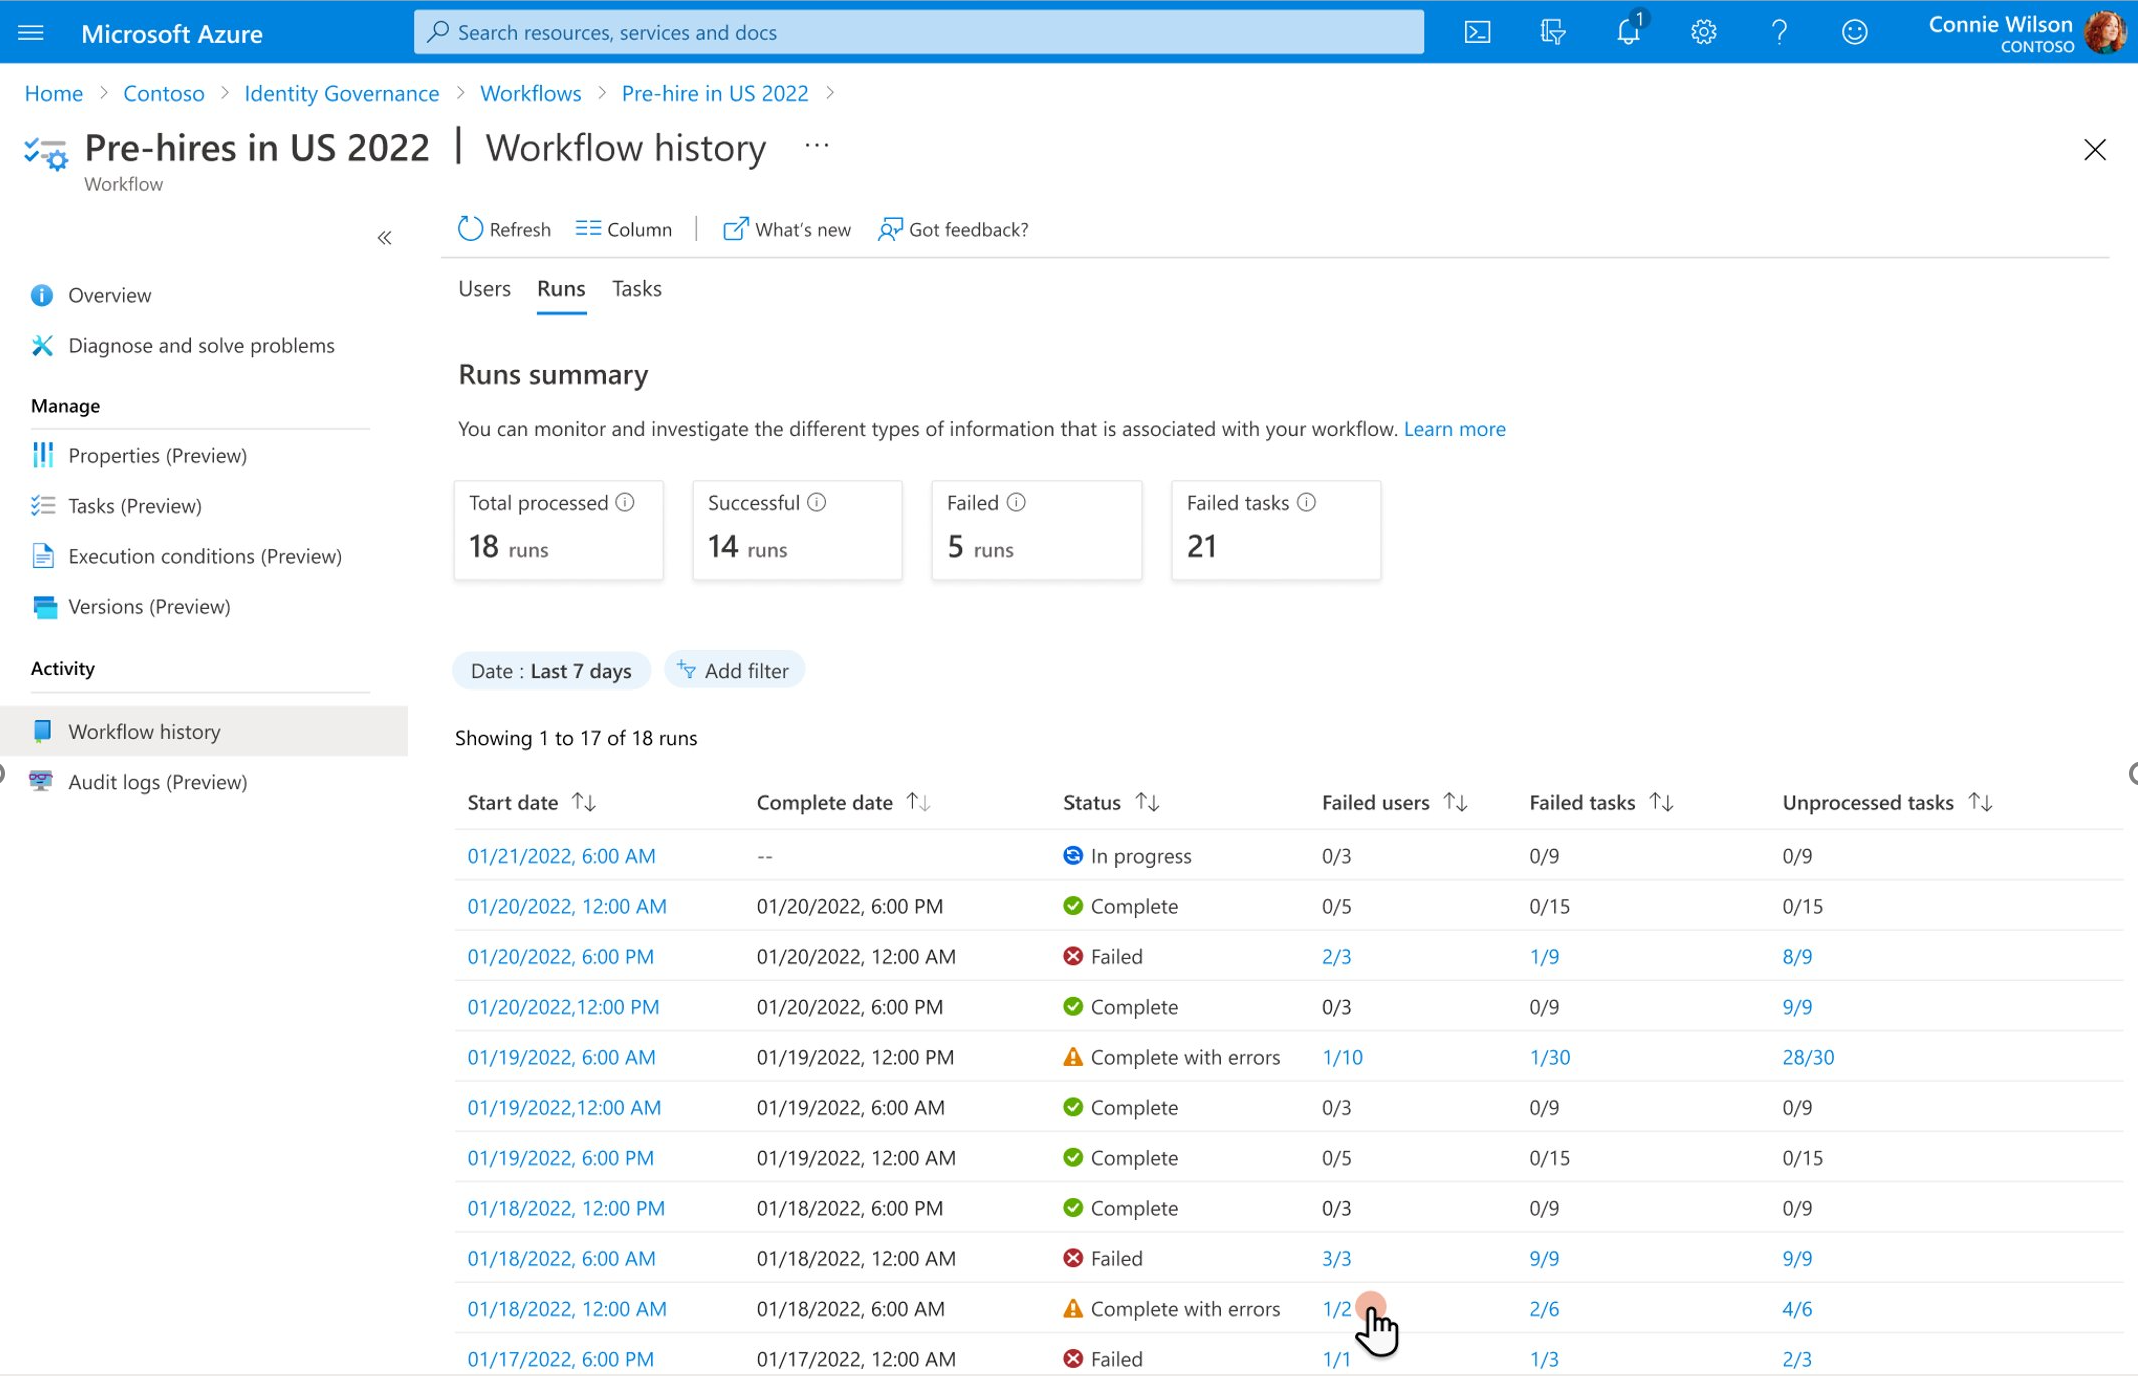 Microsoft Azure
Search resources, services and docs
1
Connie Wilson
CONTOSO
Home > Contoso > Identity Governance > Workflows > Pre-hire in US 2022 >
Pre-hires in US 2022 | Workflow history ...
Workflow
«
Refresh Column | What's new Got feedback?
Overview
Diagnose and solve problems
Manage
Properties (Preview)
Tasks (Preview)
Execution conditions (Preview)
Versions (Preview)
Activity
Workflow history
Audit logs (Preview)
Users Runs Tasks
Runs summary
You can monitor and investigate the different types of information that is associated with your workflow. Learn more
Total processed
18 runs
Successful
14 runs
Failed
5 runs
Failed tasks
21
Date : Last 7 days Add filter
Showing 1 to 17 of 18 runs
Start date ↑↓ Complete date ↑↓ Status ↑↓ Failed users ↑↓ Failed tasks ↑↓ Unprocessed tasks ↑↓
01/21/2022, 6:00 AM -- In progress 0/3 0/9 0/9
01/20/2022, 12:00 AM 01/20/2022, 6:00 PM Complete 0/5 0/15 0/15
01/20/2022, 6:00 PM 01/20/2022, 12:00 AM Failed 2/3 1/9 8/9
01/20/2022,12:00 PM 01/20/2022, 6:00 PM Complete 0/3 0/9 9/9
01/19/2022, 6:00 AM 01/19/2022, 12:00 PM Complete with errors 1/10 1/30 28/30
01/19/2022,12:00 AM 01/19/2022, 6:00 AM Complete 0/3 0/9 0/9
01/19/2022, 6:00 PM 01/19/2022, 12:00 AM Complete 0/5 0/15 0/15
01/18/2022, 12:00 PM 01/18/2022, 6:00 PM Complete 0/3 0/9 0/9
01/18/2022, 6:00 AM 01/18/2022, 12:00 AM Failed 3/3 9/9 9/9
01/18/2022, 12:00 AM 01/18/2022, 6:00 AM Complete with errors 1/2 2/6 4/6
01/17/2022, 6:00 PM 01/17/2022, 12:00 AM Failed 1/1 1/3 2/3